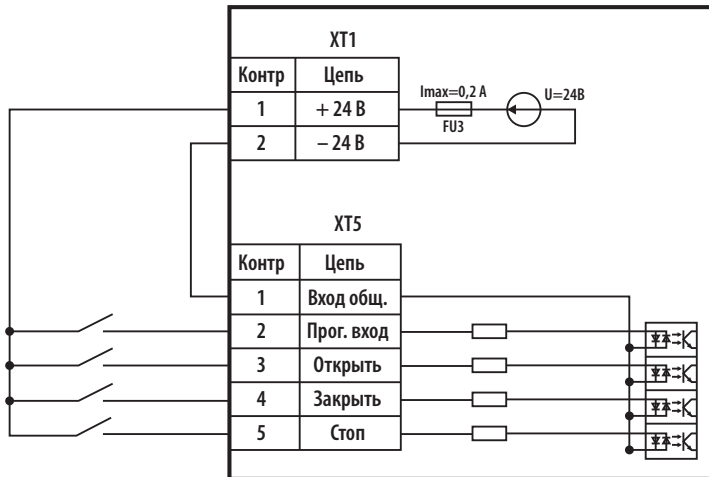 XT1
Контр Цепь
1 + 24 В
2 – 24 В
Imax=0,2 А
FU3
U=24В
XT5
Контр Цепь
1 Вход общ.
2 Прог. вход
3 Открыть
4 Закрыть
5 Стоп